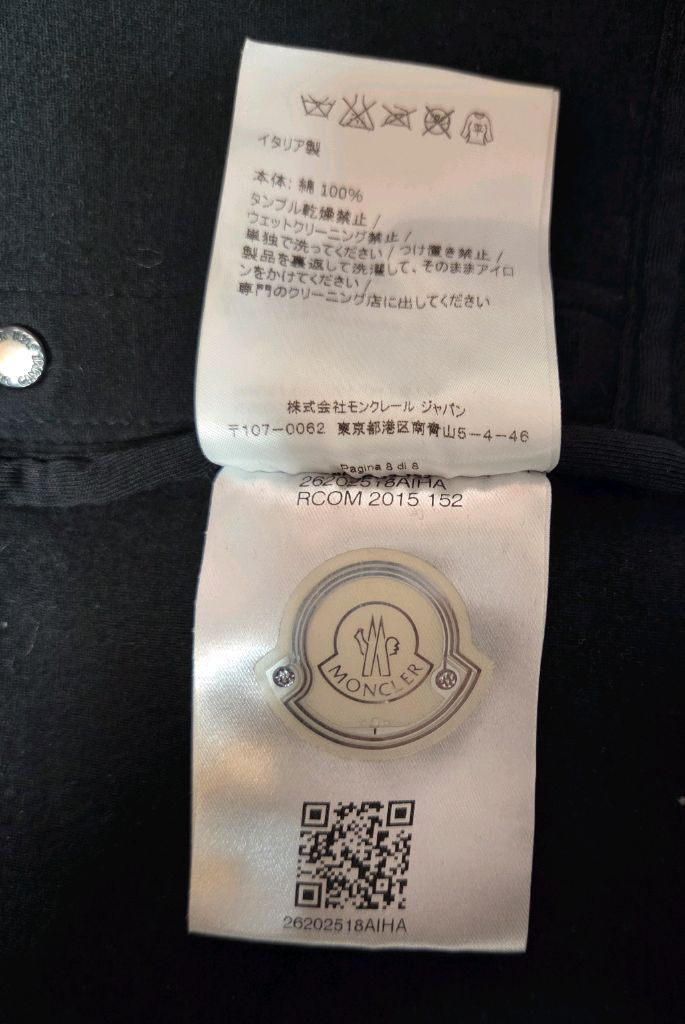 イタリア製
本体: 綿 100%
タンブル乾燥禁止 /
ウェットクリーニング禁止 /
単独で洗ってください / つけ置き禁止 /
製品を裏返して洗濯して、そのままアイロ
ンをかけてください /
専門のクリーニング店に出してください
株式会社モンクレール ジャパン
〒107-0062 東京都港区南青山5-4-46
Pagina 8 di 8
26202518AIHA
RCOM 2015 152
MONCLER
26202518AIHA